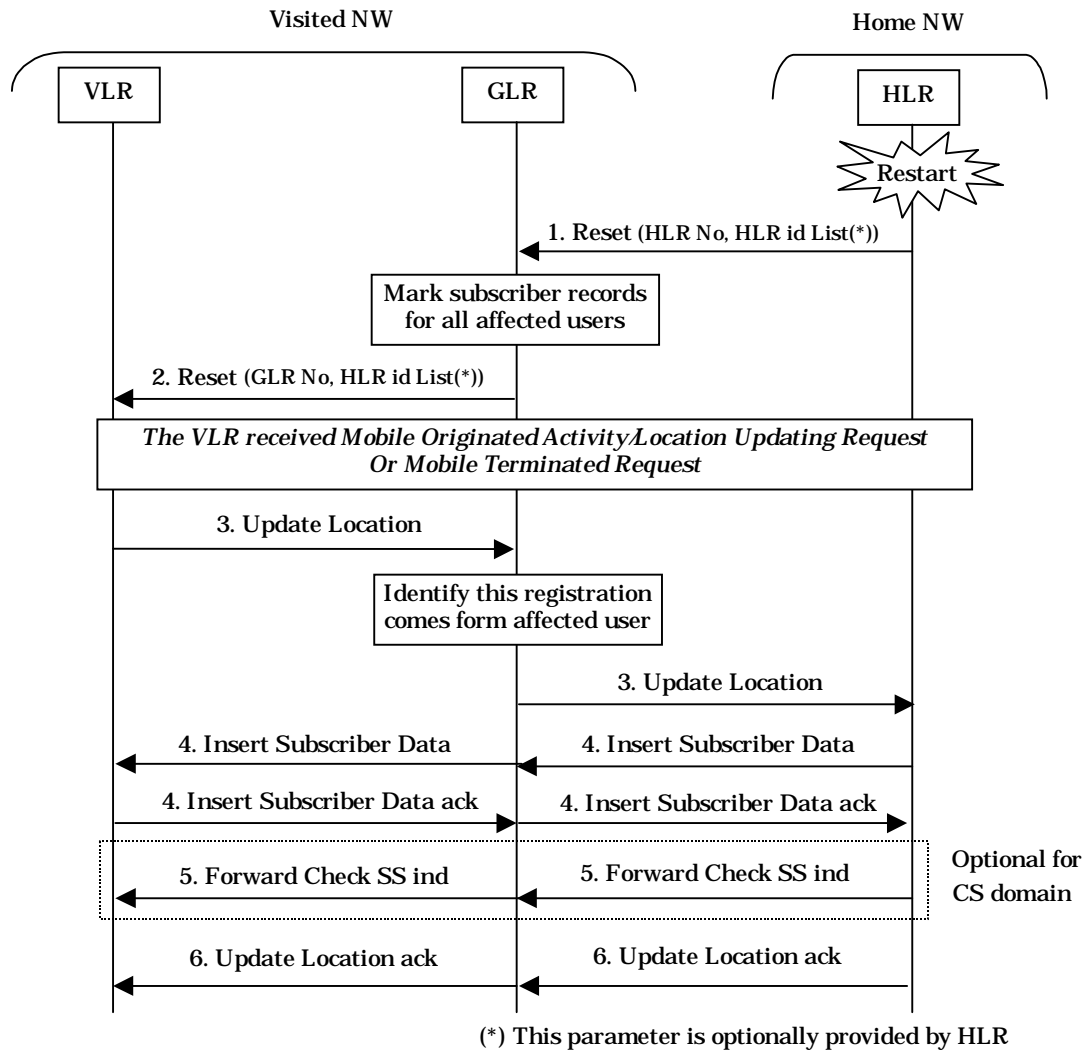 Visited NW
Home NW
VLR
GLR
HLR
Restart
1. Reset (HLR No, HLR id List(*))
Mark subscriber records
for all affected users
2. Reset (GLR No, HLR id List(*))
The VLR received Mobile Originated Activity/Location Updating Request
Or Mobile Terminated Request
3. Update Location
Identify this registration
comes form affected user
3. Update Location
4. Insert Subscriber Data
4. Insert Subscriber Data
4. Insert Subscriber Data ack
4. Insert Subscriber Data ack
5. Forward Check SS ind
5. Forward Check SS ind
Optional for
CS domain
6. Update Location ack
6. Update Location ack
(*) This parameter is optionally provided by HLR